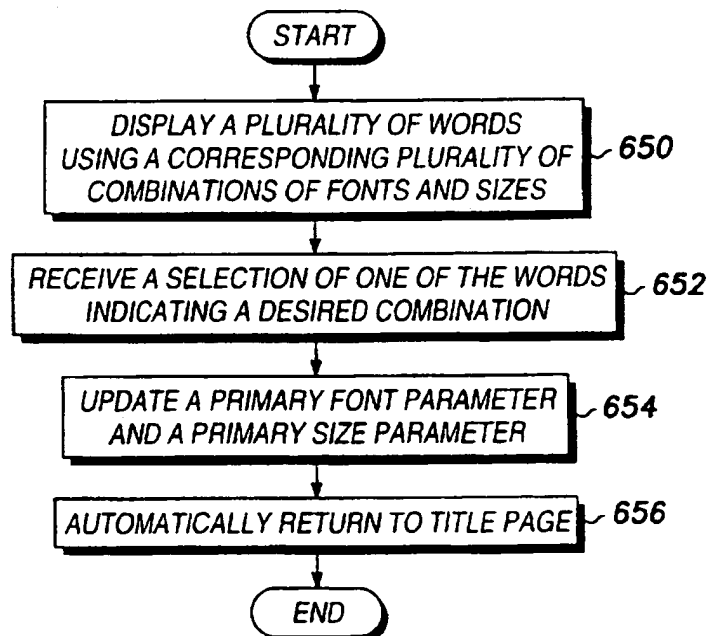 START
DISPLAY A PLURALITY OF WORDS
USING A CORRESPONDING PLURALITY OF
COMBINATIONS OF FONTS AND SIZES
650
RECEIVE A SELECTION OF ONE OF THE WORDS
INDICATING A DESIRED COMBINATION
652
UPDATE A PRIMARY FONT PARAMETER
AND A PRIMARY SIZE PARAMETER
654
AUTOMATICALLY RETURN TO TITLE PAGE
656
END